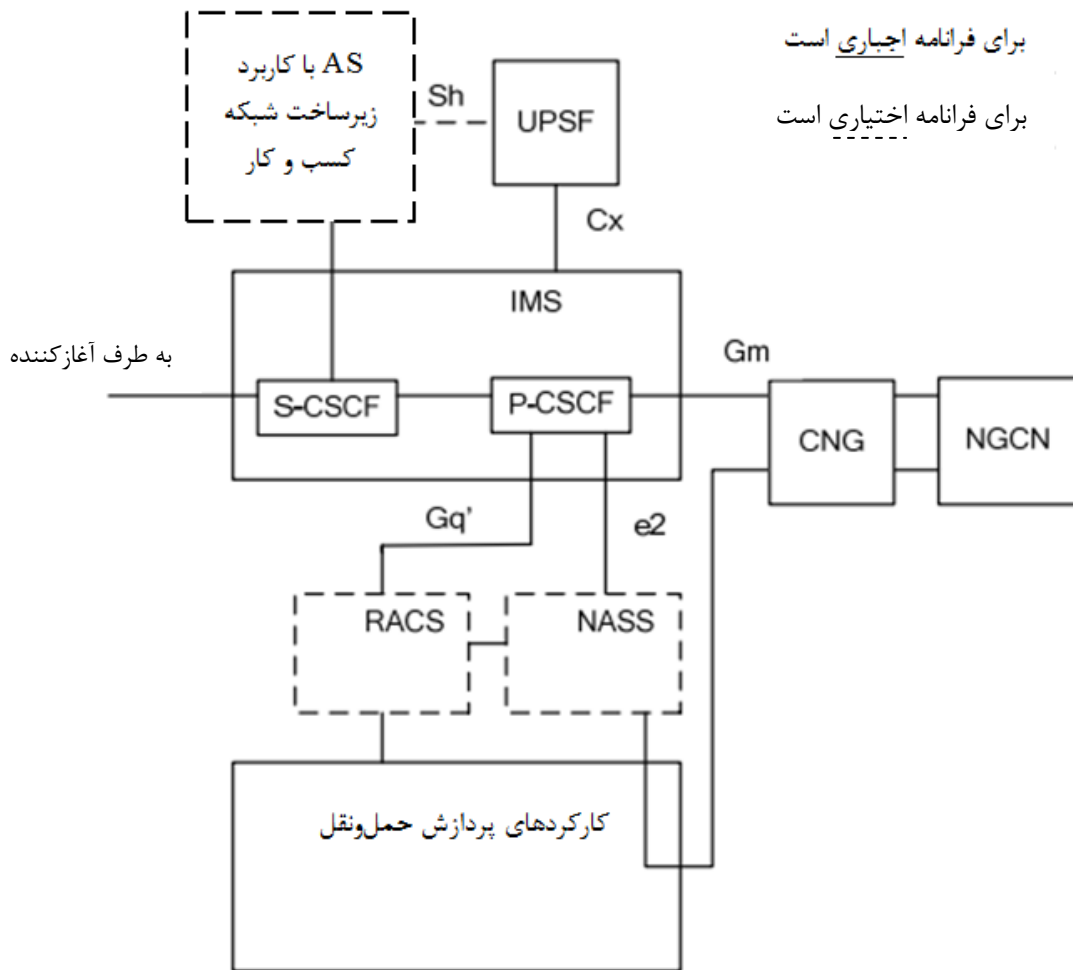 برای فرانامه اجباری است
برای فرانامه اختیاری است
AS با کاربرد
زیرساخت شبکه
کسب و کار
Sh
UPSF
Cx
IMS
به طرف آغازکننده
S-CSCF
P-CSCF
Gm
CNG
NGCN
Gq’
e2
RACS
NASS
کارکردهای پردازش حمل‌ونقل